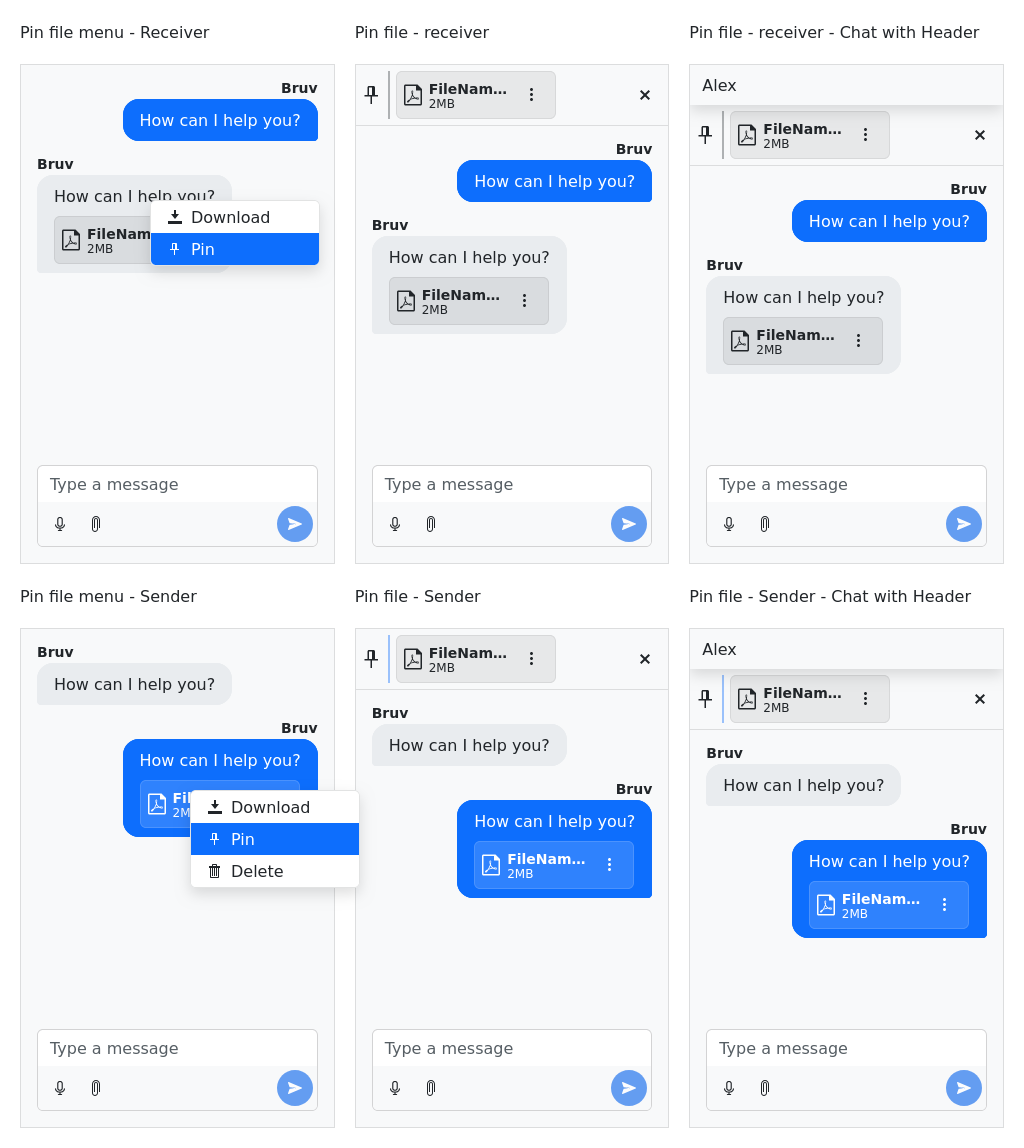 Pin file menu - Receiver
Bruv
How can I help you?
Bruv
How can I help you?
FileNam
2MB
Download
Pin
Type a message
Pin file - receiver
FileNam...
2MB
Bruv
How can I help you?
Bruv
How can I help you?
FileNam...
2MB
Type a message
Pin file - receiver - Chat with Header
Alex
FileNam...
2MB
Bruv
How can I help you?
Bruv
How can I help you?
FileNam...
2MB
Type a message
Pin file menu - Sender
Bruv
How can I help you?
Bruv
How can I help you?
Fil
2M
Download
Pin
Delete
Type a message
Pin file - Sender
FileNam...
2MB
Bruv
How can I help you?
Bruv
How can I help you?
FileNam...
2MB
Type a message
Pin file - Sender - Chat with Header
Alex
FileNam...
2MB
Bruv
How can I help you?
Bruv
How can I help you?
FileNam...
2MB
Type a message